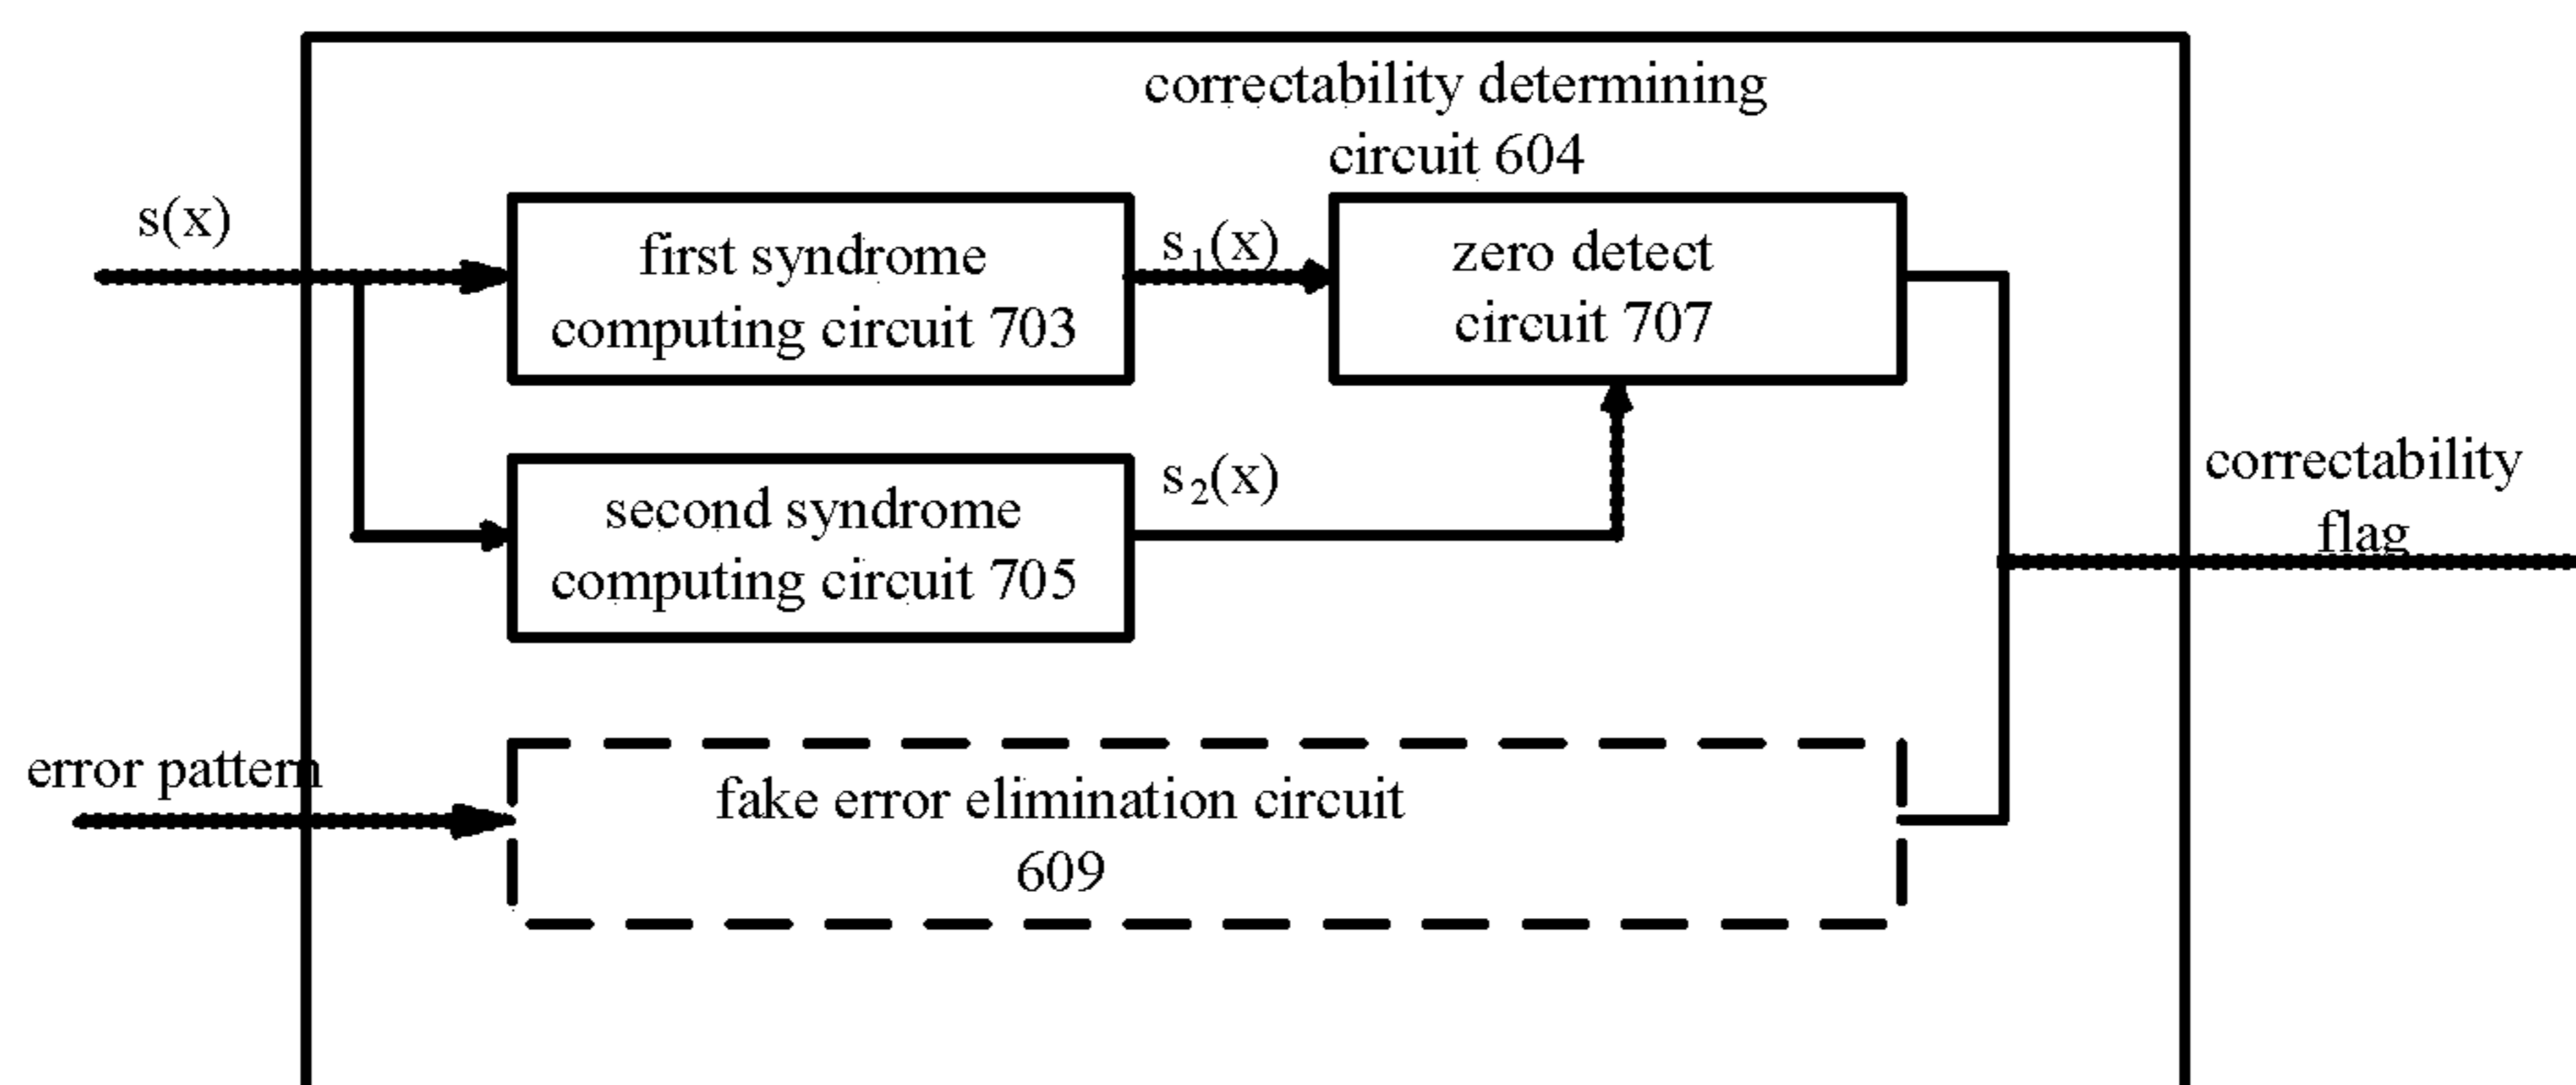 correctability determining
circuit 604
s(x)
first syndrome
computing circuit 703
s₁(x)
zero detect
circuit 707
second syndrome
computing circuit 705
s₂(x)
correctability
flag
error pattern
fake error elimination circuit
609